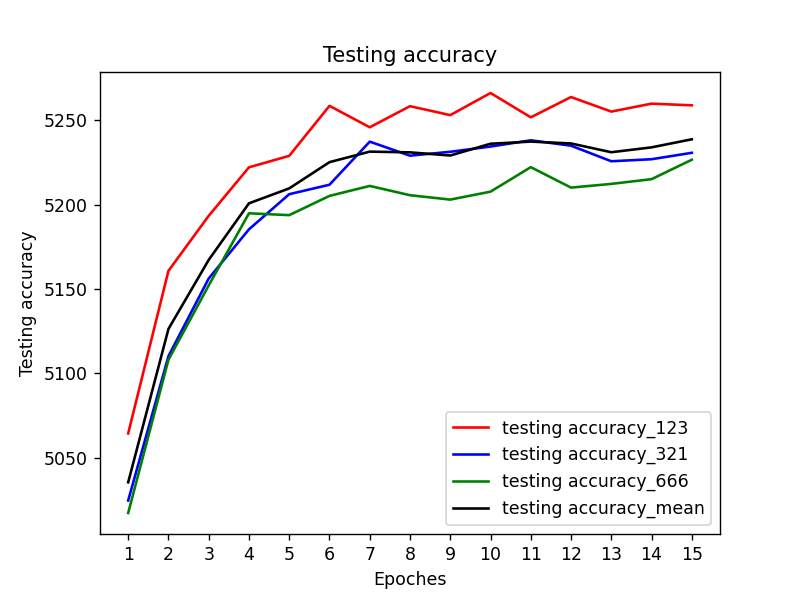 Testing accuracy
Testing accuracy
5250
5200
5150
5100
5050
testing accuracy_123
testing accuracy_321
testing accuracy_666
testing accuracy_mean
1 2 3 4 5 6 7 8 9 10 11 12 13 14 15
Epoches